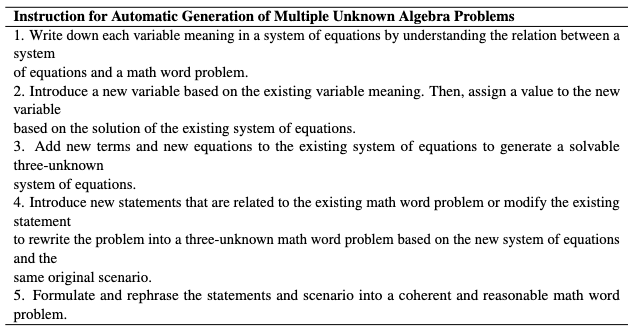 Instruction for Automatic Generation of Multiple Unknown Algebra Problems
1. Write down each variable meaning in a system of equations by understanding the relation between a
system
of equations and a math word problem.
2. Introduce a new variable based on the existing variable meaning. Then, assign a value to the new
variable
based on the solution of the existing system of equations.
3. Add new terms and new equations to the existing system of equations to generate a solvable
three-unknown
system of equations.
4. Introduce new statements that are related to the existing math word problem or modify the existing
statement
to rewrite the problem into a three-unknown math word problem based on the new system of equations
and the
same original scenario.
5. Formulate and rephrase the statements and scenario into a coherent and reasonable math word
problem.